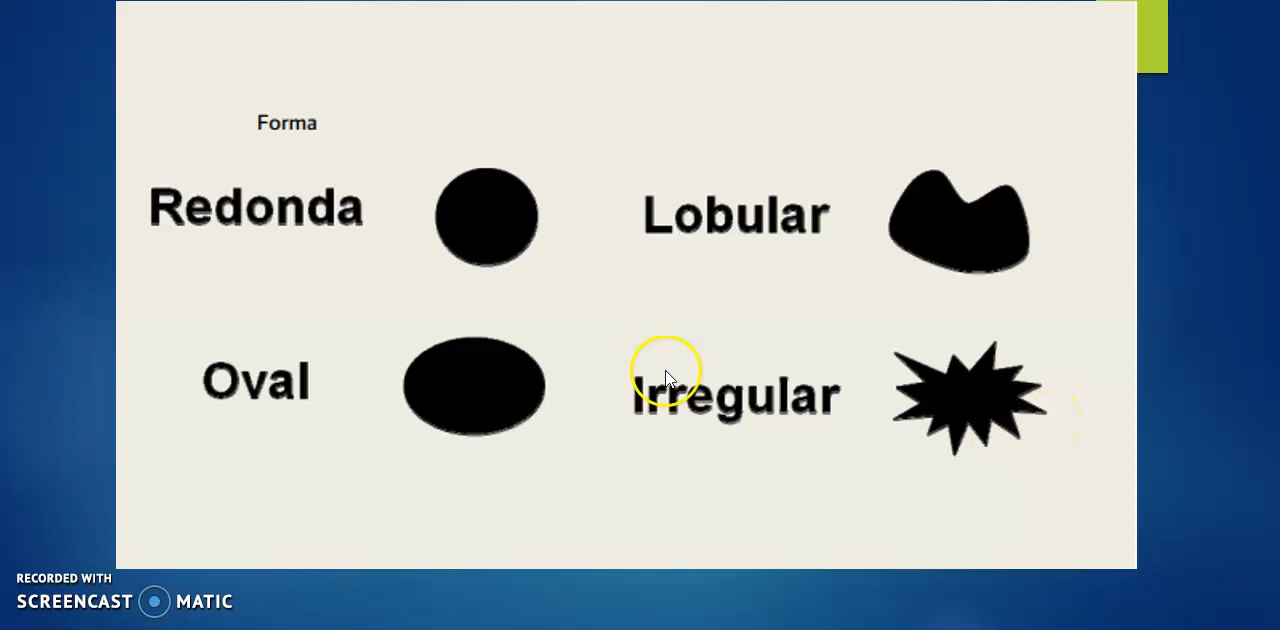 Forma
Redonda
Lobular
Oval
Irregular
RECORDED WITH
SCREENCAST MATIC